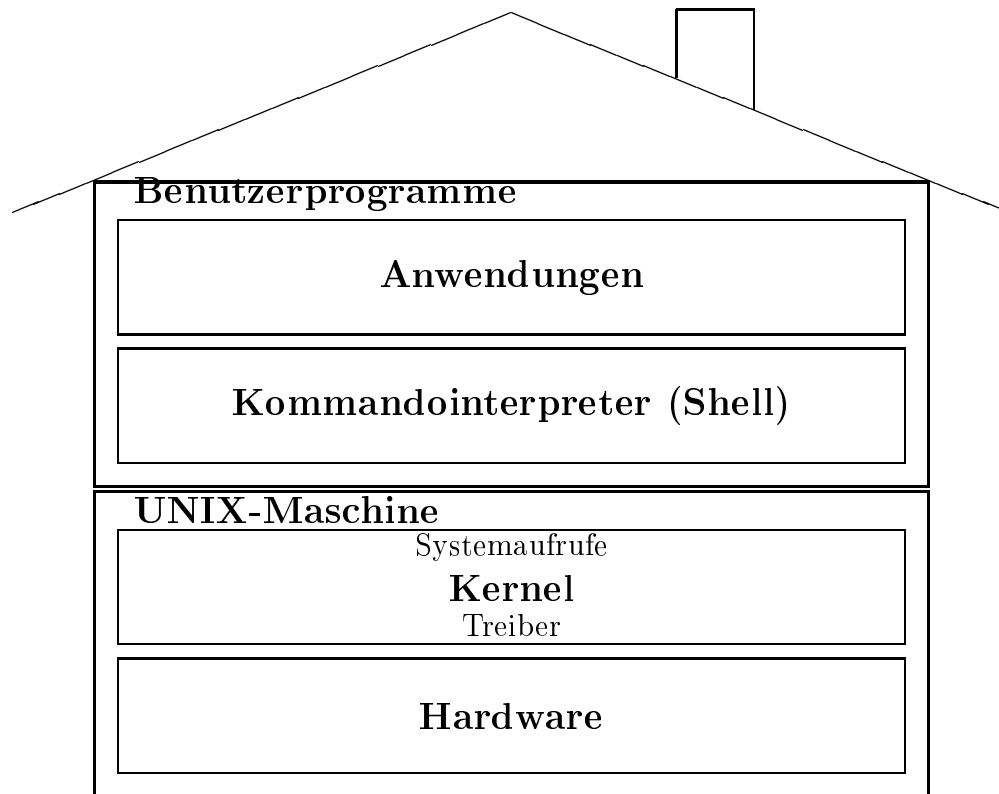 Benutzerprogramme
Anwendungen
Kommandointerpreter (Shell)
UNIX-Maschine
Systemaufrufe
Kernel
Treiber
Hardware